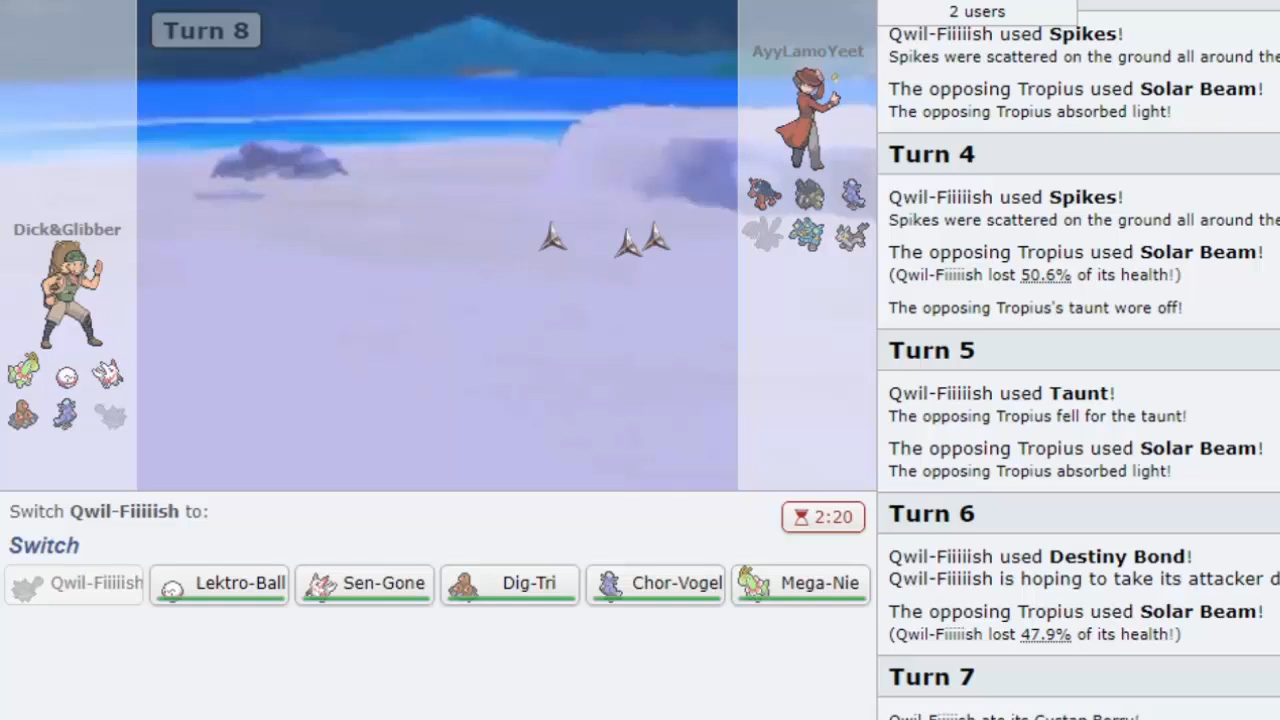 Turn 8
AyyLamoYeet
Dick&Glibber
Switch Qwil-Fiiiiish to:
2:20
Switch
Qwil-Fiiiiish
Lektro-Ball
Sen-Gone
Dig-Tri
Chor-Vogel
Mega-Nie
2 users
Qwil-Fiiiiish used Spikes!
Spikes were scattered on the ground all around the
The opposing Tropius used Solar Beam!
The opposing Tropius absorbed light!
Turn 4
Qwil-Fiiiiish used Spikes!
Spikes were scattered on the ground all around the
The opposing Tropius used Solar Beam!
(Qwil-Fiiiiish lost 50.6% of its health!)
The opposing Tropius's taunt wore off!
Turn 5
Qwil-Fiiiiish used Taunt!
The opposing Tropius fell for the taunt!
The opposing Tropius used Solar Beam!
The opposing Tropius absorbed light!
Turn 6
Qwil-Fiiiiish used Destiny Bond!
Qwil-Fiiiiish is hoping to take its attacker d
The opposing Tropius used Solar Beam!
(Qwil-Fiiiiish lost 47.9% of its health!)
Turn 7
Qwil-Fiiiiish ate its Custap Berry!